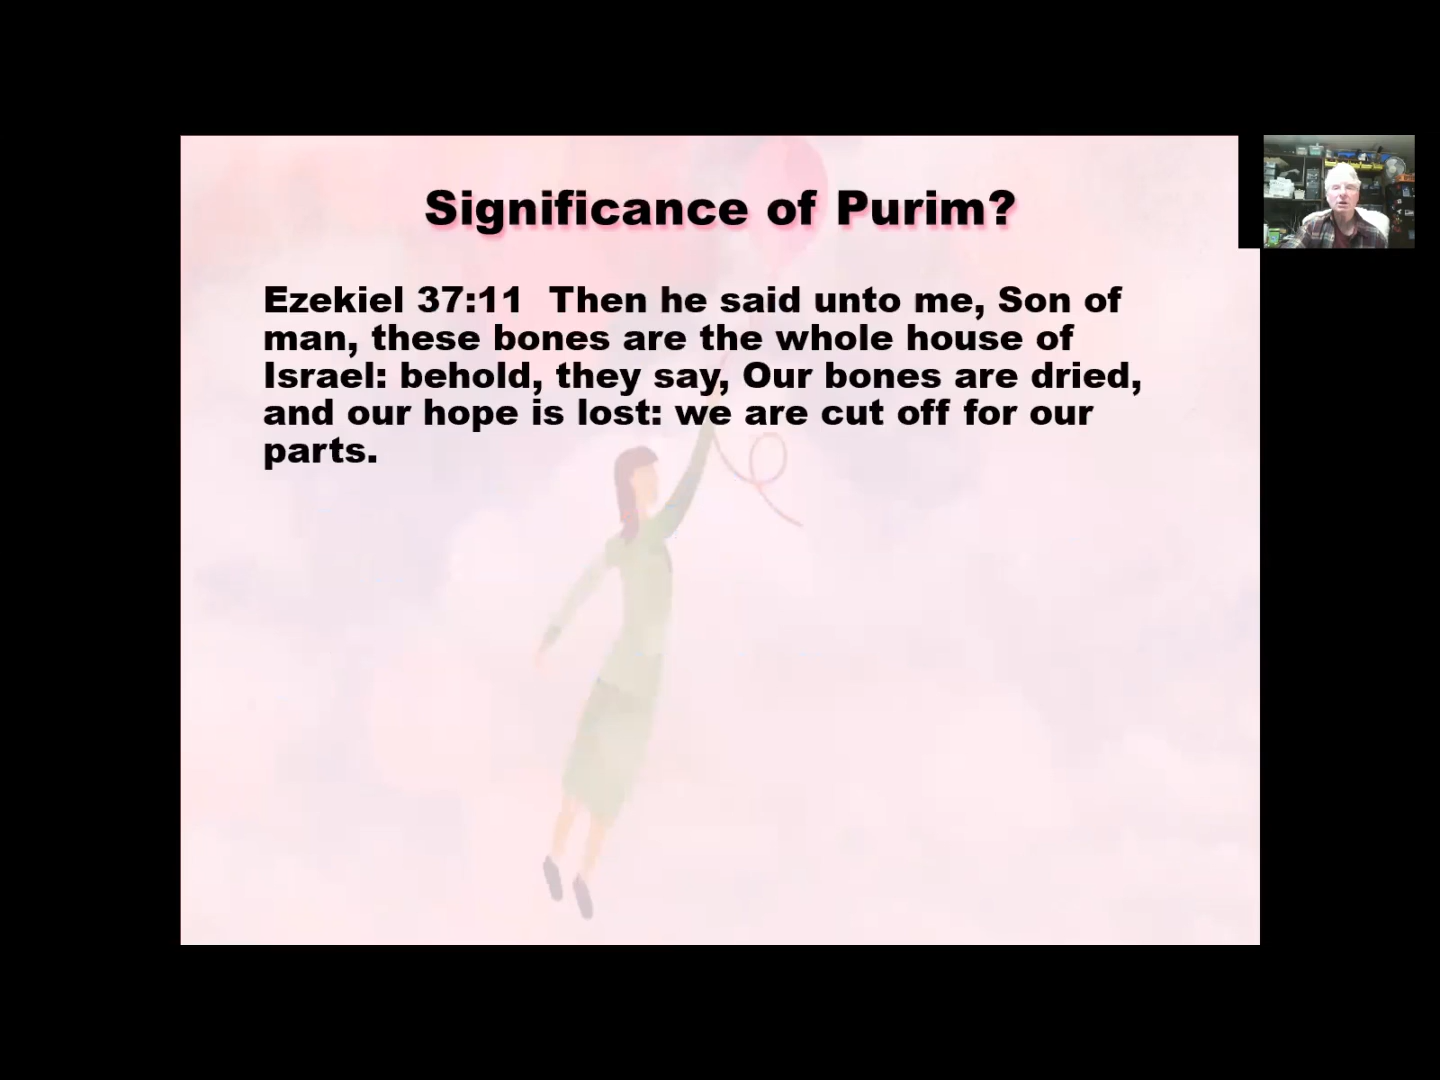 Significance of Purim?
Ezekiel 37:11  Then he said unto me, Son of
man, these bones are the whole house of
Israel: behold, they say, Our bones are dried,
and our hope is lost: we are cut off for our
parts.